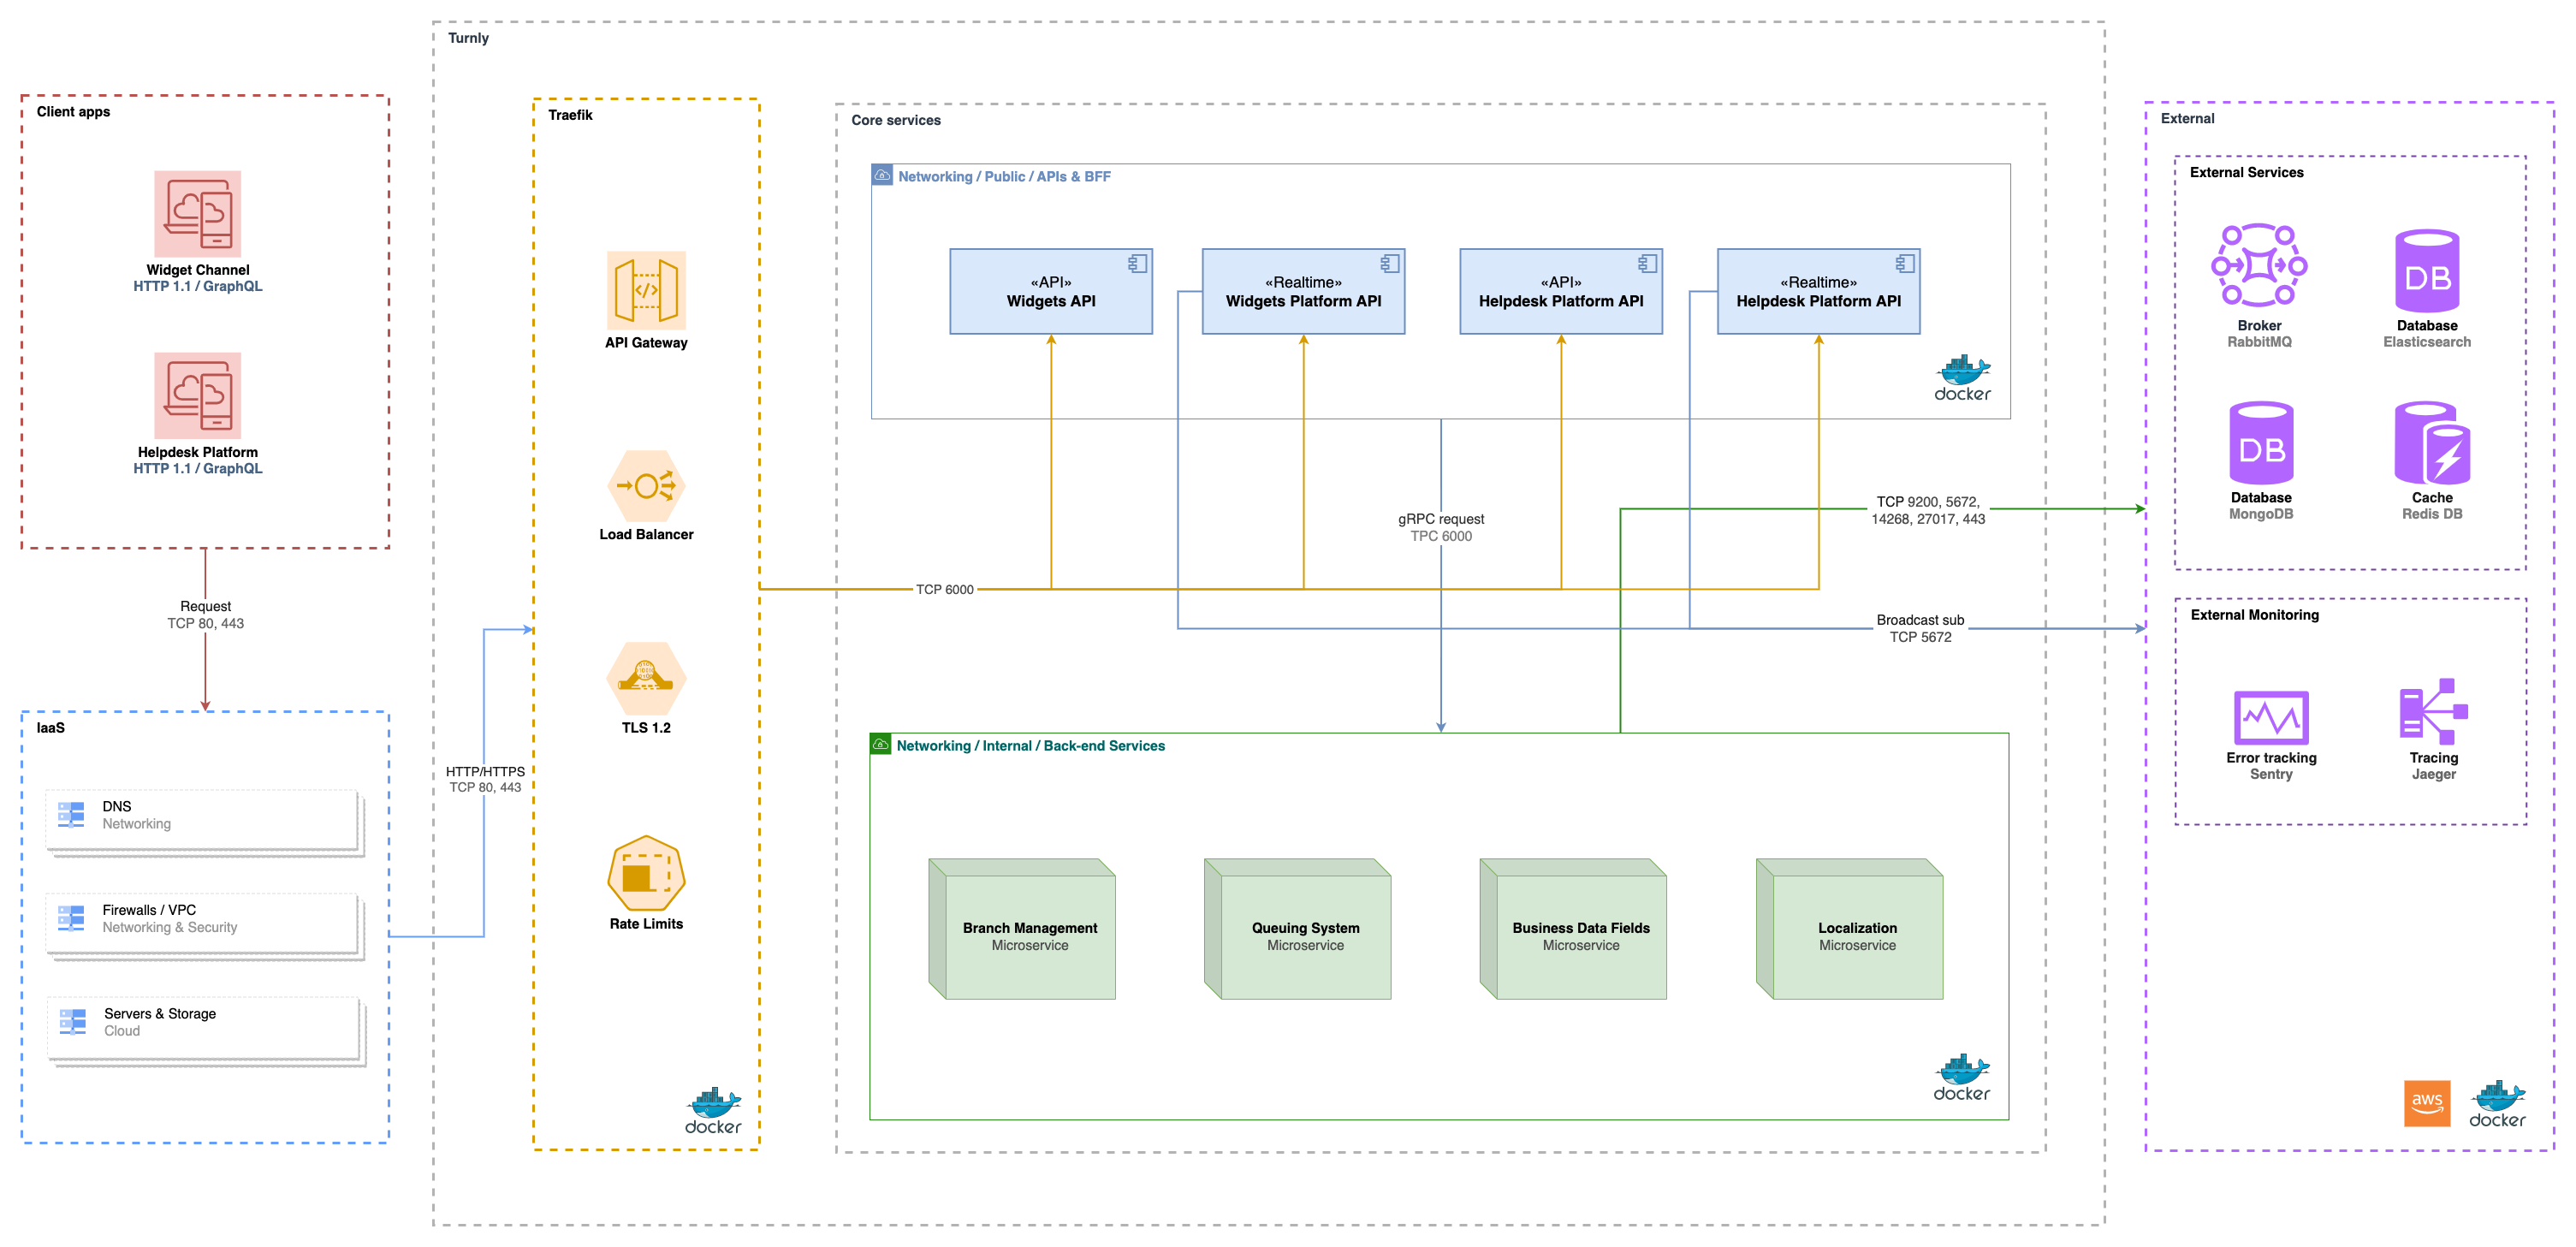 Turnly
Client apps
Widget Channel
HTTP 1.1 / GraphQL
Helpdesk Platform
HTTP 1.1 / GraphQL
Request
TCP 80, 443
IaaS
DNS
Networking
Firewalls / VPC
Networking & Security
Servers & Storage
Cloud
HTTP/HTTPS
TCP 80, 443
Traefik
API Gateway
Load Balancer
TLS 1.2
Rate Limits
docker
TCP 6000
Core services
Networking / Public / APIs & BFF
«API»
Widgets API
«Realtime»
Widgets Platform API
«API»
Helpdesk Platform API
«Realtime»
Helpdesk Platform API
docker
gRPC request
TPC 6000
TCP 9200, 5672,
14268, 27017, 443
Broadcast sub
TCP 5672
Networking / Internal / Back-end Services
Branch Management
Microservice
Queuing System
Microservice
Business Data Fields
Microservice
Localization
Microservice
docker
External
External Services
Broker
RabbitMQ
DB
Database
Elasticsearch
DB
Database
MongoDB
Cache
Redis DB
External Monitoring
Error tracking
Sentry
Tracing
Jaeger
aws
docker